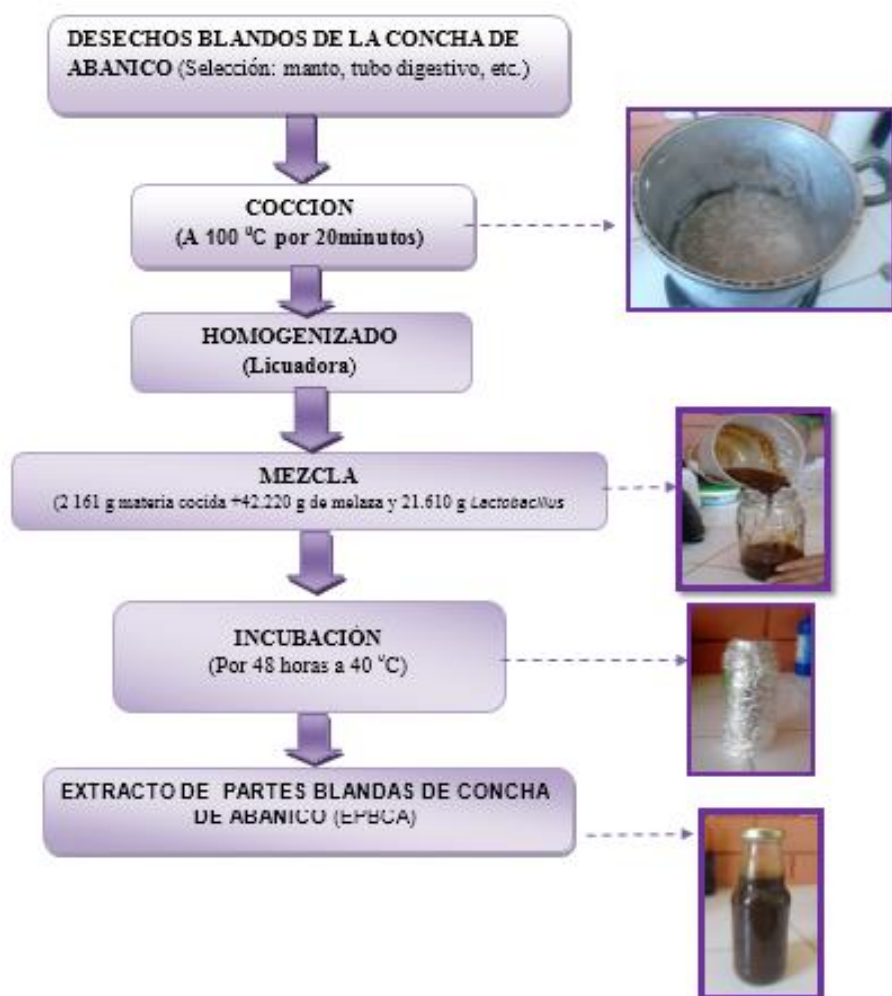 DESECHOS BLANDOS DE LA CONCHA DE
ABANICO (Selección: manto, tubo digestivo, etc.)
COCCION
(A 100 °C por 20minutos)
HOMOGENIZADO
(Licuadora)
MEZCLA
(2 161 g materia cocida +42.220 g de melaza y 21.610 g Lactobacillus
INCUBACIÓN
(Por 48 horas a 40 °C)
EXTRACTO DE PARTES BLANDAS DE CONCHA
DE ABANICO (EPBCA)